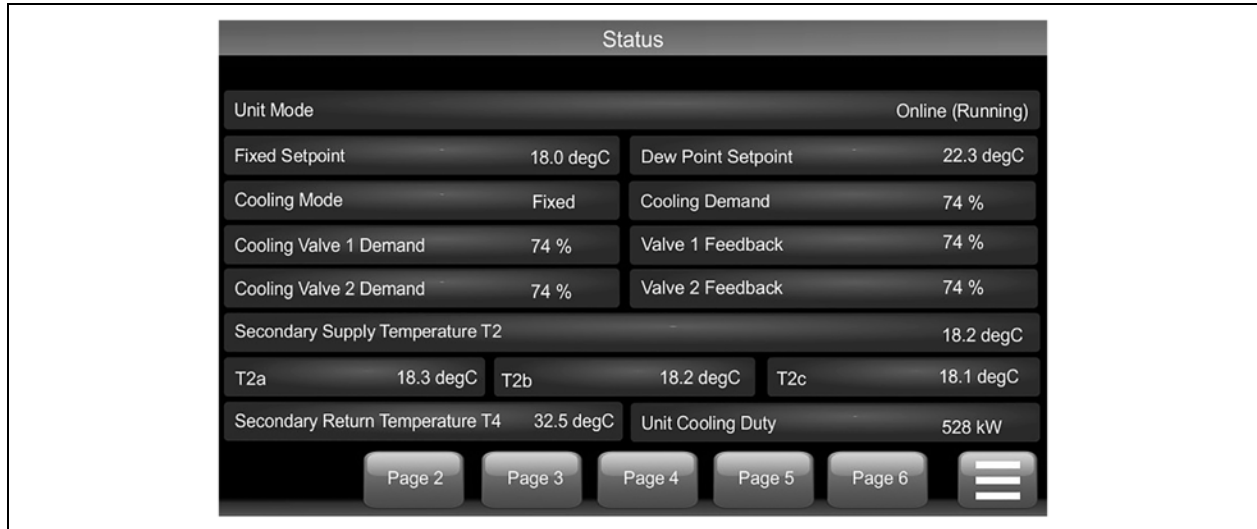 Status
Unit Mode Online (Running)
Fixed Setpoint 18.0 degC Dew Point Setpoint 22.3 degC
Cooling Mode Fixed Cooling Demand 74 %
Cooling Valve 1 Demand 74 % Valve 1 Feedback 74 %
Cooling Valve 2 Demand 74 % Valve 2 Feedback 74 %
Secondary Supply Temperature T2 18.2 degC
T2a 18.3 degC T2b 18.2 degC T2c 18.1 degC
Secondary Return Temperature T4 32.5 degC Unit Cooling Duty 528 kW
Page 2 Page 3 Page 4 Page 5 Page 6